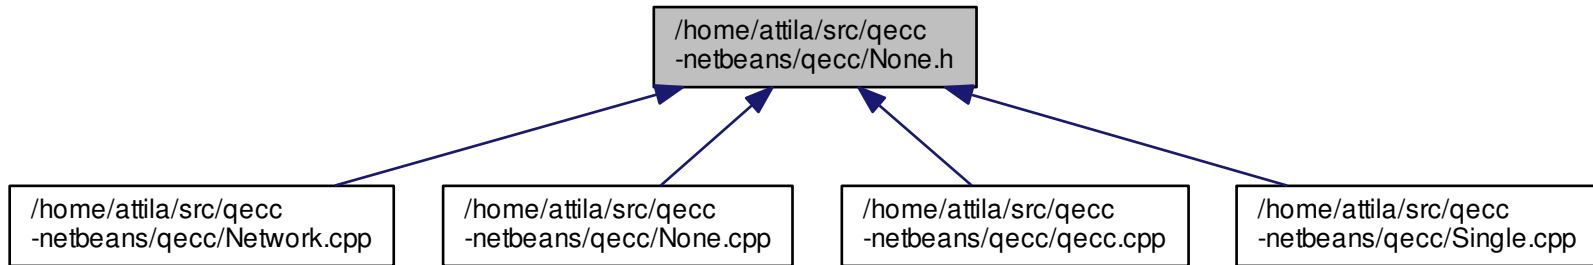 /home/attila/src/qecc
-netbeans/qecc/None.h
/home/attila/src/qecc
-netbeans/qecc/Network.cpp
/home/attila/src/qecc
-netbeans/qecc/None.cpp
/home/attila/src/qecc
-netbeans/qecc/qecc.cpp
/home/attila/src/qecc
-netbeans/qecc/Single.cpp